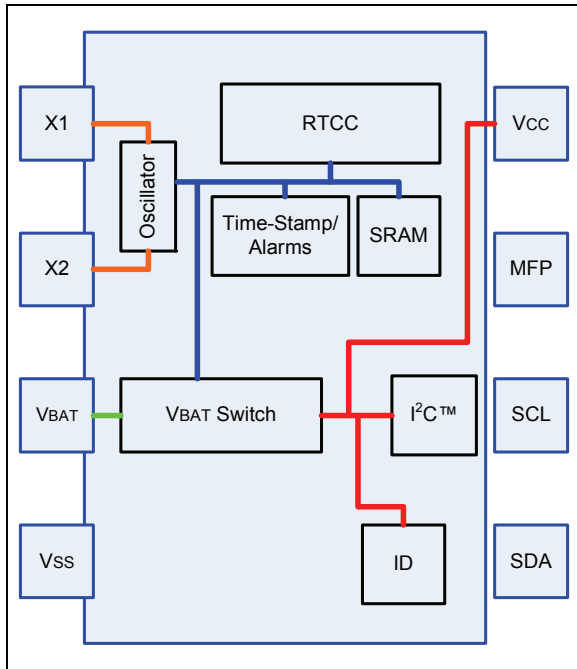 X1
RTCC
VCC
Oscillator
X2
Time-Stamp/
Alarms
SRAM
MFP
VBAT
VBAT Switch
I²C™
SCL
VSS
ID
SDA